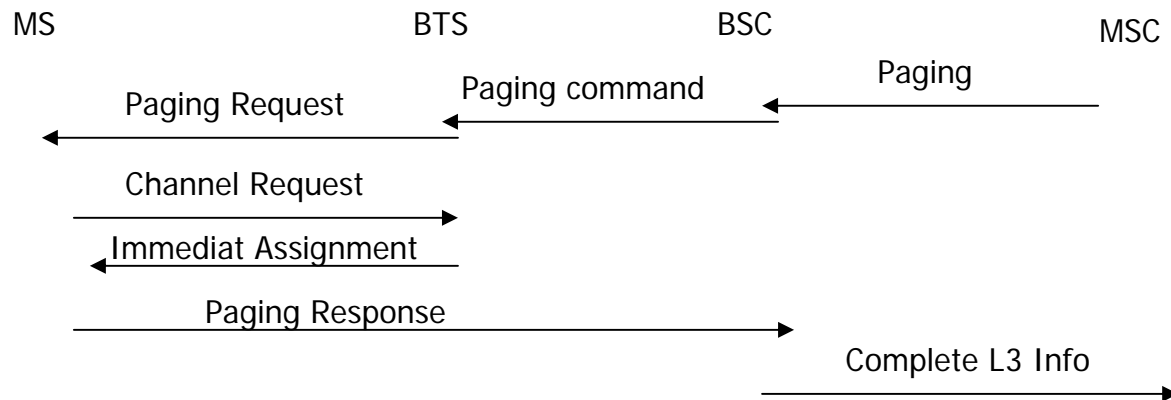 MS
BTS
BSC
MSC
Paging
Paging command
Paging Request
Channel Request
Immediat Assignment
Paging Response
Complete L3 Info